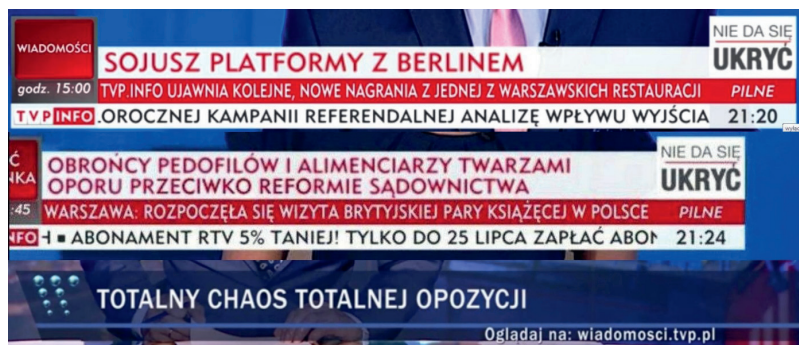 NIE DA SIĘ
WIADOMOŚCI
SOJUSZ PLATFORMY Z BERLINEM
UKRYĆ
godz. 15:00 TVP.INFO UJAWNIA KOLEJNE, NOWE NAGRANIA Z JEDNEJ Z WARSZAWSKICH RESTAURACJI PILNE
TVP INFO .OROCZNEJ KAMPANII REFERENDALNEJ ANALIZĘ WPŁYWU WYJŚCIA 21:20
NIE DA SIĘ
Ć OBROŃCY PEDOFILÓW I ALIMENCIARZY TWARZAMI
NKA OPORU PRZECIWKO REFORMIE SĄDOWNICTWA
UKRYĆ
:45 WARSZAWA: ROZPOCZĘŁA SIĘ WIZYTA BRYTYJSKIEJ PARY KSIĄŻĘCEJ W POLSCE PILNE
NFO H ▪ ABONAMENT RTV 5% TANIEJ! TYLKO DO 25 LIPCA ZAPŁAĆ ABON 21:24
TOTALNY CHAOS TOTALNEJ OPOZYCJI
Oglądaj na: wiadomosci.tvp.pl